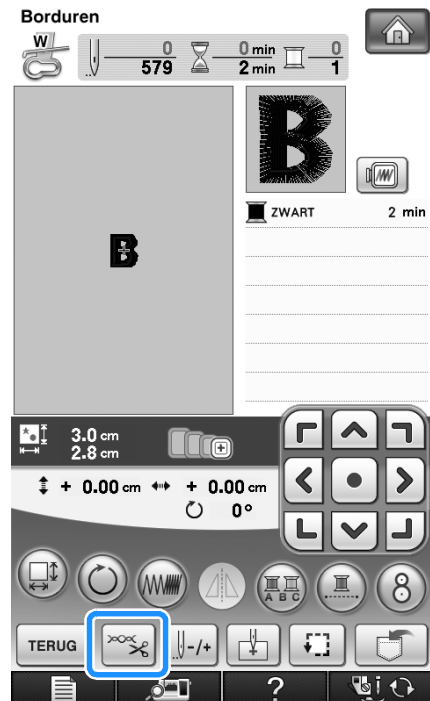 Borduren
W
0 0 min 0
579 2 min 1
ZWART 2 min
3.0 cm
2.8 cm
+ 0.00 cm + 0.00 cm
0°
A B C
8
TERUG -/+
?